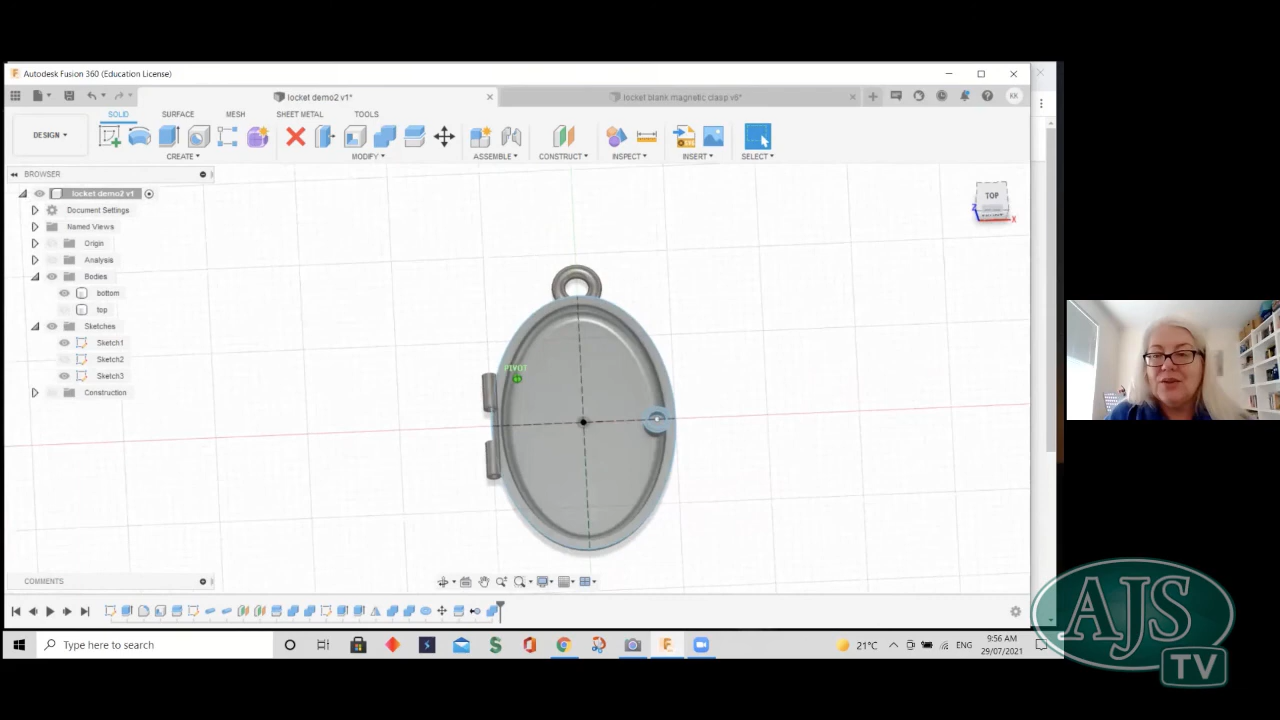 Autodesk Fusion 360 (Education License)
locket demo2 v1*
locket blank magnetic clasp v6*
KK
SOLID SURFACE MESH SHEET METAL TOOLS
DESIGN
CREATE MODIFY ASSEMBLE CONSTRUCT INSPECT INSERT SELECT
BROWSER
locket demo2 v1
Document Settings
Named Views
Origin
Analysis
Bodies
bottom
top
Sketches
Sketch1
Sketch2
Sketch3
Construction
TOP
Z
X
PIVOT
COMMENTS
Type here to search
21°C
ENG
9:56 AM
29/07/2021
AJS
TV